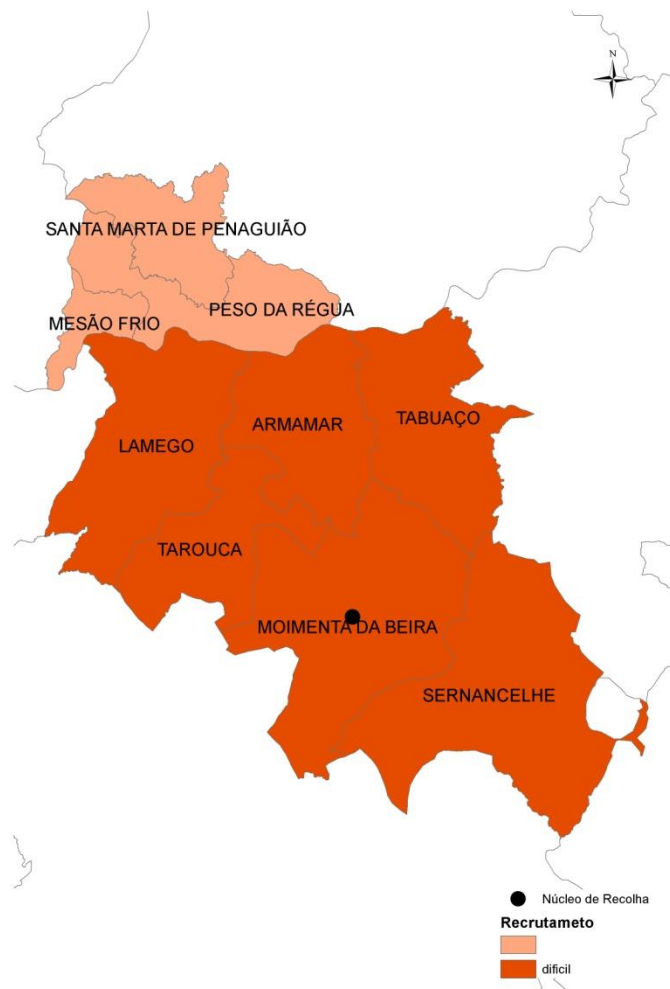 SANTA MARTA DE PENAGUIÃO
PESO DA RÉGUA
MESÃO FRIO
ARMAMAR
TABUAÇO
LAMEGO
TAROUCA
MOIMENTA DA BEIRA
SERNANCELHE
Núcleo de Recolha
Recrutameto
dificil